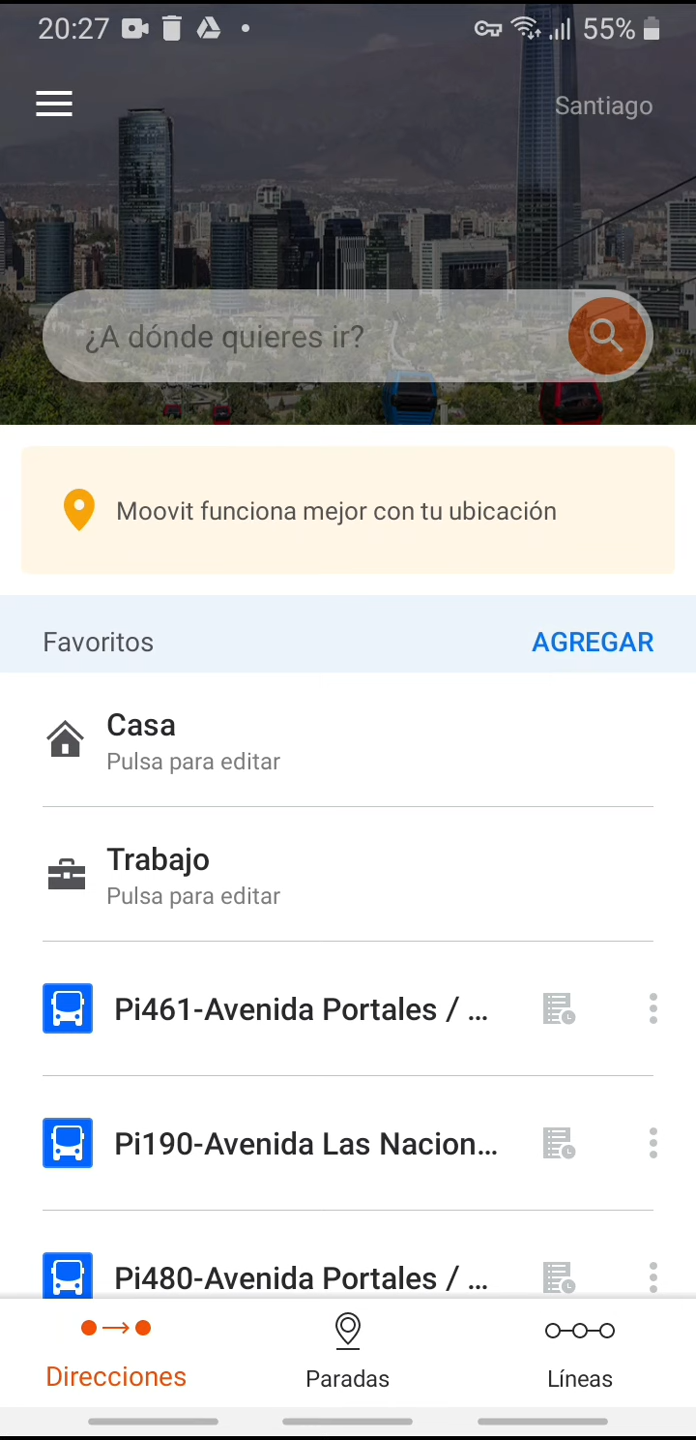 20:27
55%
Santiago
¿A dónde quieres ir?
Moovit funciona mejor con tu ubicación
Favoritos
AGREGAR
Casa
Pulsa para editar
Trabajo
Pulsa para editar
Pi461-Avenida Portales / ...
Pi190-Avenida Las Nacion...
Pi480-Avenida Portales / ...
Direcciones
Paradas
Líneas